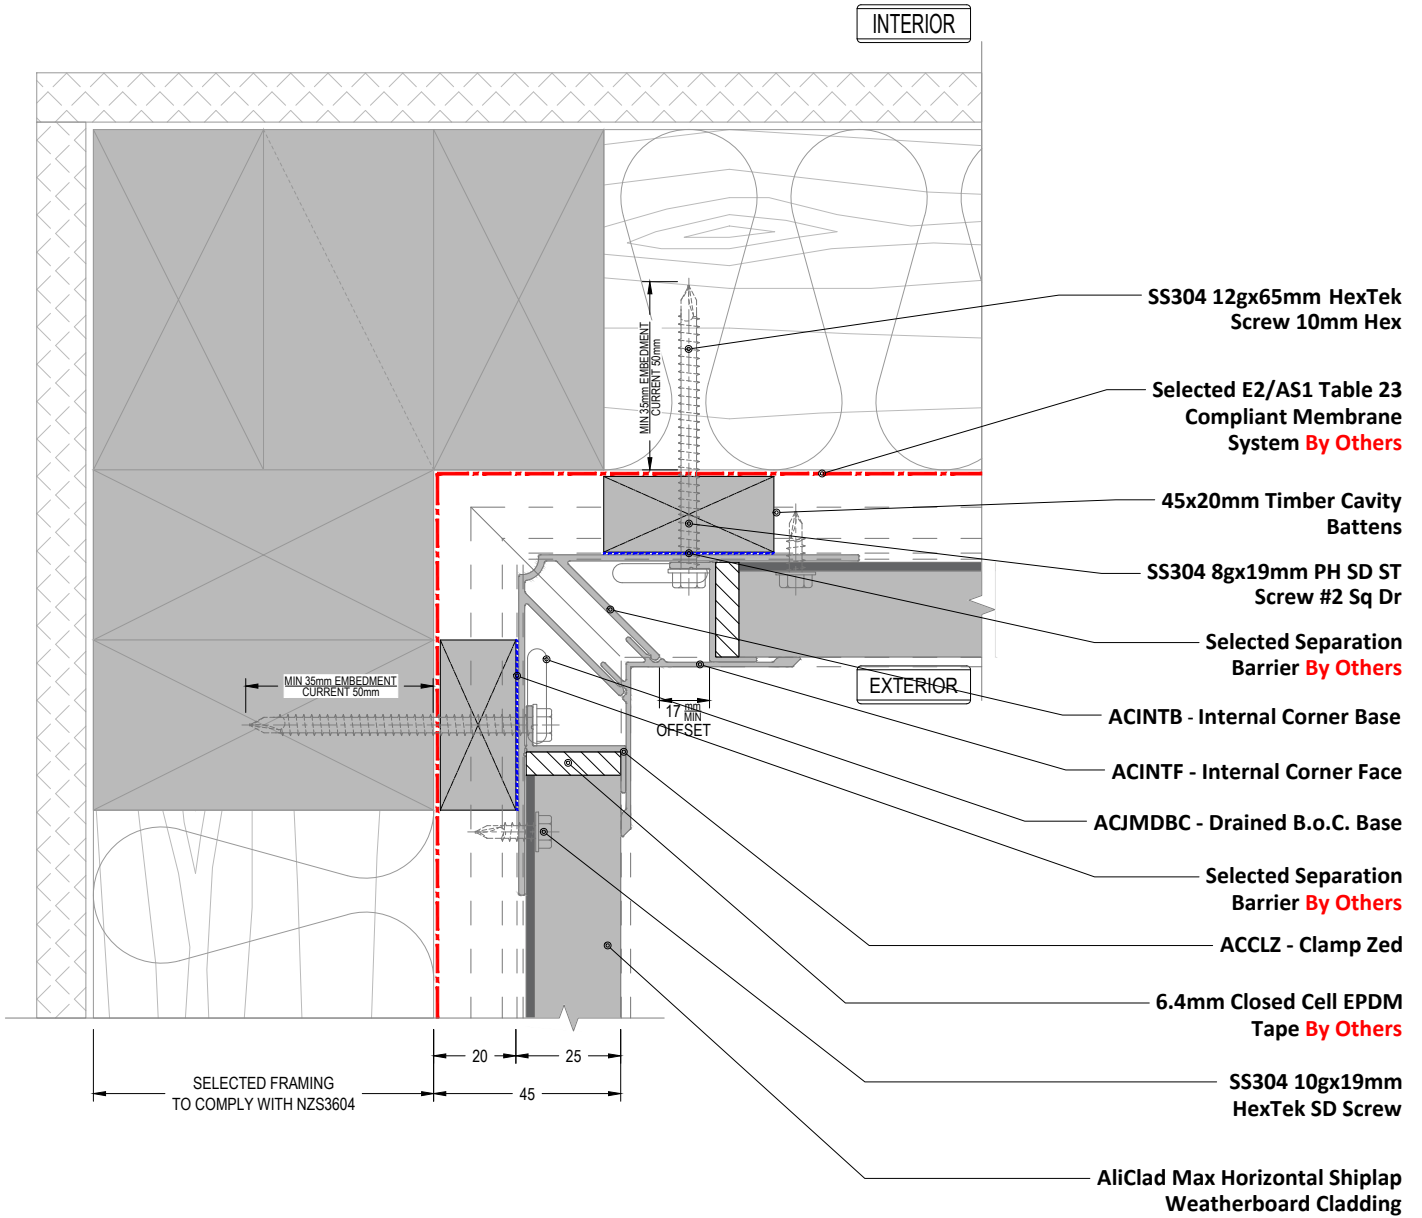 INTERIOR
SS304 12gx65mm HexTek
Screw 10mm Hex
MIN 35mm EMBEDMENT
CURRENT 50mm
Selected E2/AS1 Table 23
Compliant Membrane
System By Others
45x20mm Timber Cavity
Battens
SS304 8gx19mm PH SD ST
Screw #2 Sq Dr
Selected Separation
Barrier By Others
EXTERIOR
MIN 35mm EMBEDMENT
CURRENT 50mm
17 mm MIN
OFFSET
ACINTB - Internal Corner Base
ACINTF - Internal Corner Face
ACJMDBC - Drained B.o.C. Base
Selected Separation
Barrier By Others
ACCLZ - Clamp Zed
6.4mm Closed Cell EPDM
Tape By Others
20
25
SELECTED FRAMING
TO COMPLY WITH NZS3604
45
SS304 10gx19mm
HexTek SD Screw
AliClad Max Horizontal Shiplap
Weatherboard Cladding